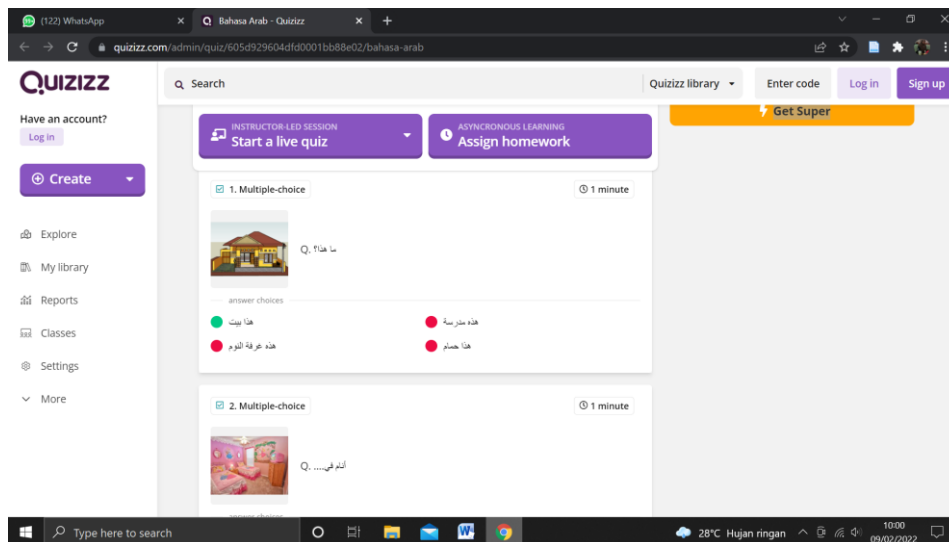 (122) WhatsApp
Bahasa Arab - Quizizz
quizizz.com/admin/quiz/605d929604dfd0001bb88e02/bahasa-arab
QUIZIZZ
Search
Quizizz library
Enter code
Log in
Sign up
Have an account?
Log in
Create
Explore
My library
Reports
Classes
Settings
More
INSTRUCTOR-LED SESSION
Start a live quiz
ASYNCRONOUS LEARNING
Assign homework
Get Super
1. Multiple-choice
1 minute
Q. ما هذا؟
answer choices
هذا بيت
هذه مدرسة
هذه غرفة النوم
هذا حمام
2. Multiple-choice
1 minute
Q. أنام في....
answer choices
Type here to search
28°C Hujan ringan
10:00
09/02/2022